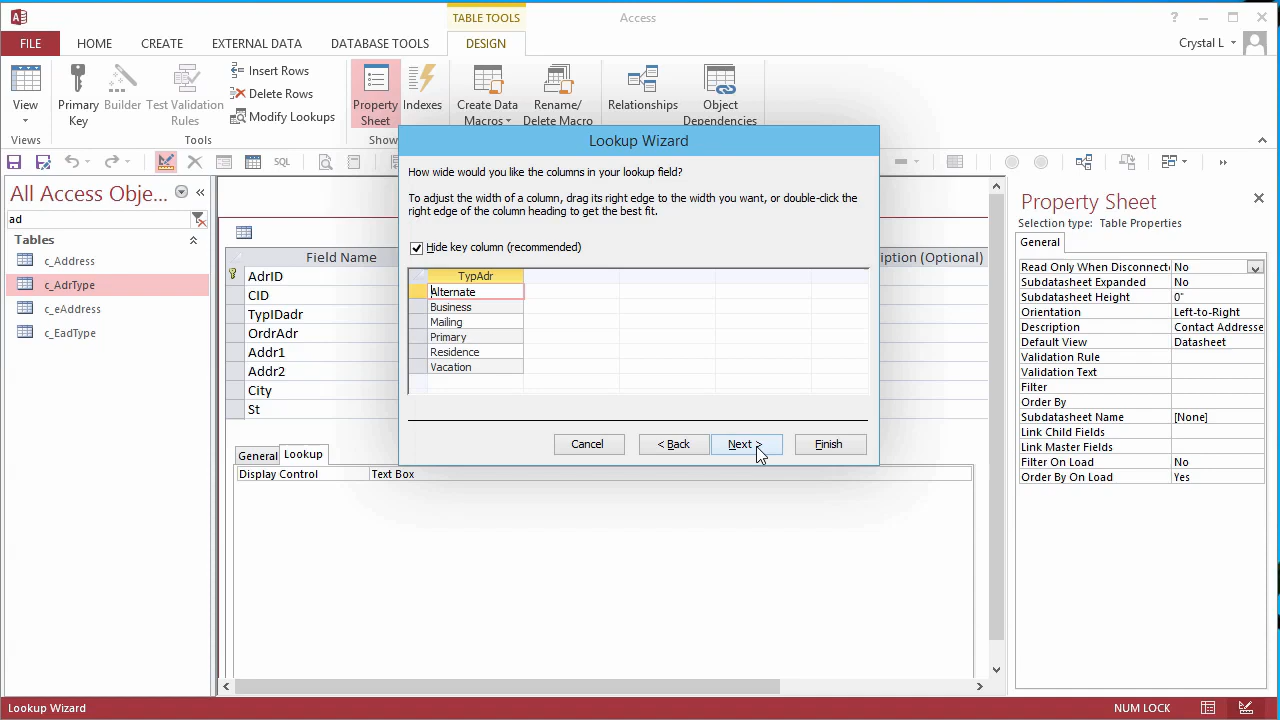 TABLE TOOLS
Access
?
FILE
HOME
CREATE
EXTERNAL DATA
DATABASE TOOLS
DESIGN
Crystal L
View
Primary
Key
Builder
Test Validation
Rules
Insert Rows
Delete Rows
Modify Lookups
Property
Sheet
Indexes
Create Data
Macros
Rename/
Delete Macro
Relationships
Object
Dependencies
Views
Tools
Show
SQL
All Access Obje...
ad
Tables
c_Address
c_AdrType
c_eAddress
c_EadType
Field Name
ption (Optional)
AdrID
CID
TypIDadr
OrdrAdr
Addr1
Addr2
City
St
General
Lookup
Display Control
Text Box
Lookup Wizard
How wide would you like the columns in your lookup field?
To adjust the width of a column, drag its right edge to the width you want, or double-click the
right edge of the column heading to get the best fit.
Hide key column (recommended)
TypAdr
Alternate
Business
Mailing
Primary
Residence
Vacation
Cancel
< Back
Next >
Finish
Property Sheet
Selection type: Table Properties
General
Read Only When Disconnecte No
Subdatasheet Expanded No
Subdatasheet Height 0"
Orientation Left-to-Right
Description Contact Addresse
Default View Datasheet
Validation Rule
Validation Text
Filter
Order By
Subdatasheet Name [None]
Link Child Fields
Link Master Fields
Filter On Load No
Order By On Load Yes
Lookup Wizard
NUM LOCK